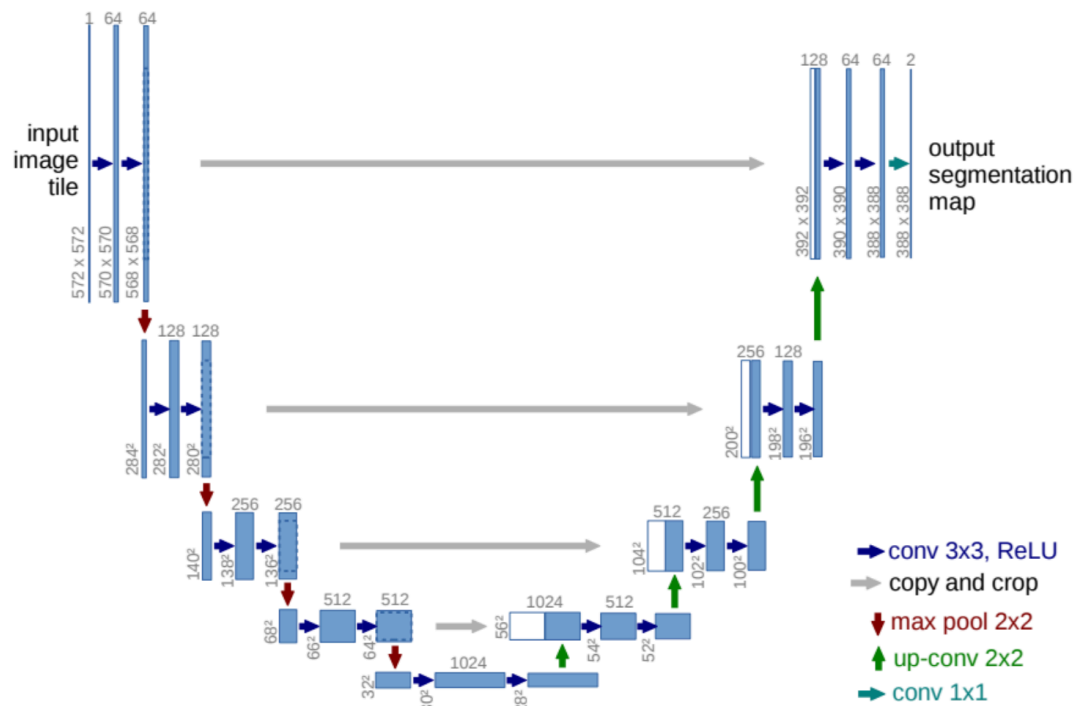 1 64 64
128 64 64 2
input
image
tile
output
segmentation
map
572 x 572
570 x 570
568 x 568
392 x 392
390 x 390
388 x 388
388 x 388
128 128
256 128
284²
282²
280²
200²
198²
196²
256 256
512 256
140²
138²
136²
104²
102²
100²
512 512
1024 512
68²
66²
64²
56²
54²
52²
1024
32²
conv 3x3, ReLU
copy and crop
max pool 2x2
up-conv 2x2
conv 1x1